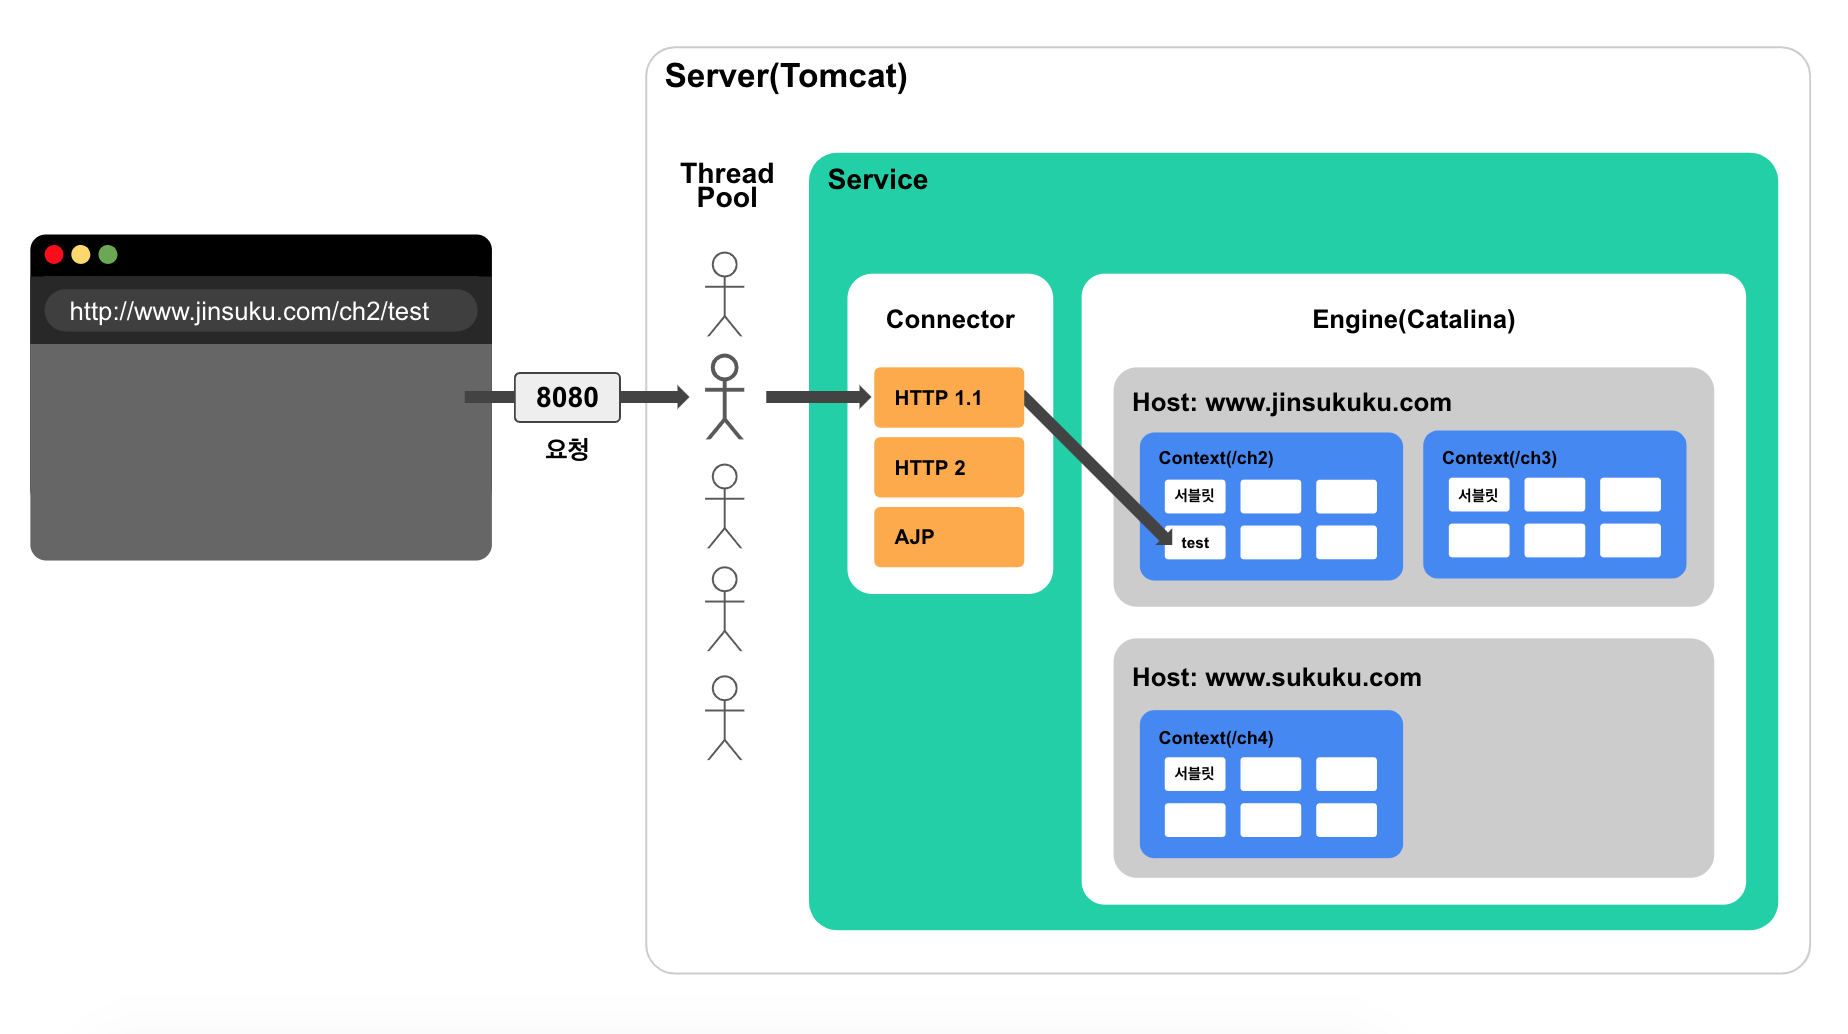 Server(Tomcat)
Thread
Pool
Service
http://www.jinsuku.com/ch2/test
8080
요청
Connector
HTTP 1.1
HTTP 2
AJP
Engine(Catalina)
Host: www.jinsukuku.com
Context(/ch2)
서블릿
test
Context(/ch3)
서블릿
Host: www.sukuku.com
Context(/ch4)
서블릿